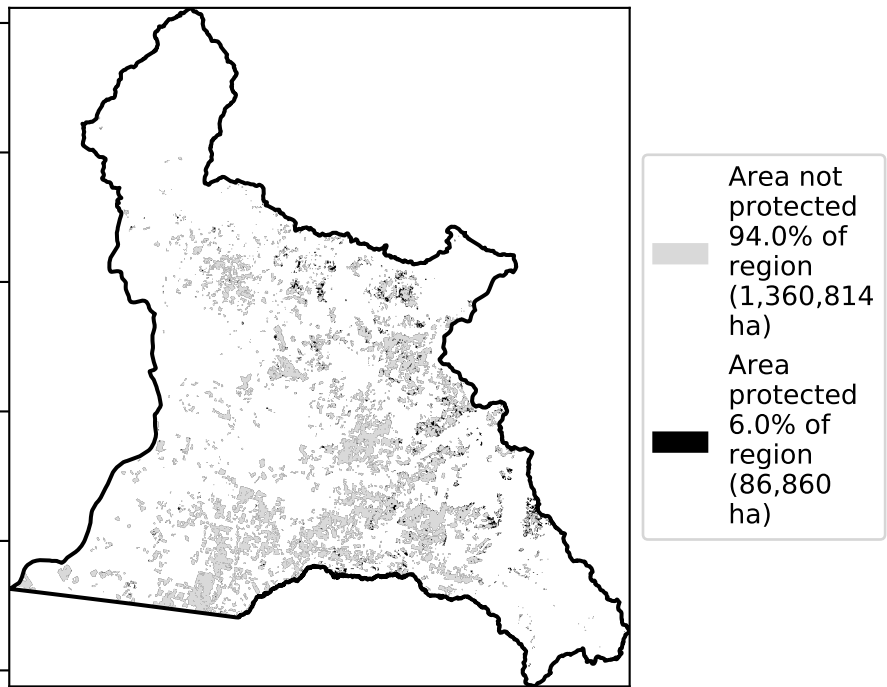 Area not
protected
94.0% of
region
(1,360,814
ha)
Area
protected
6.0% of
region
(86,860
ha)